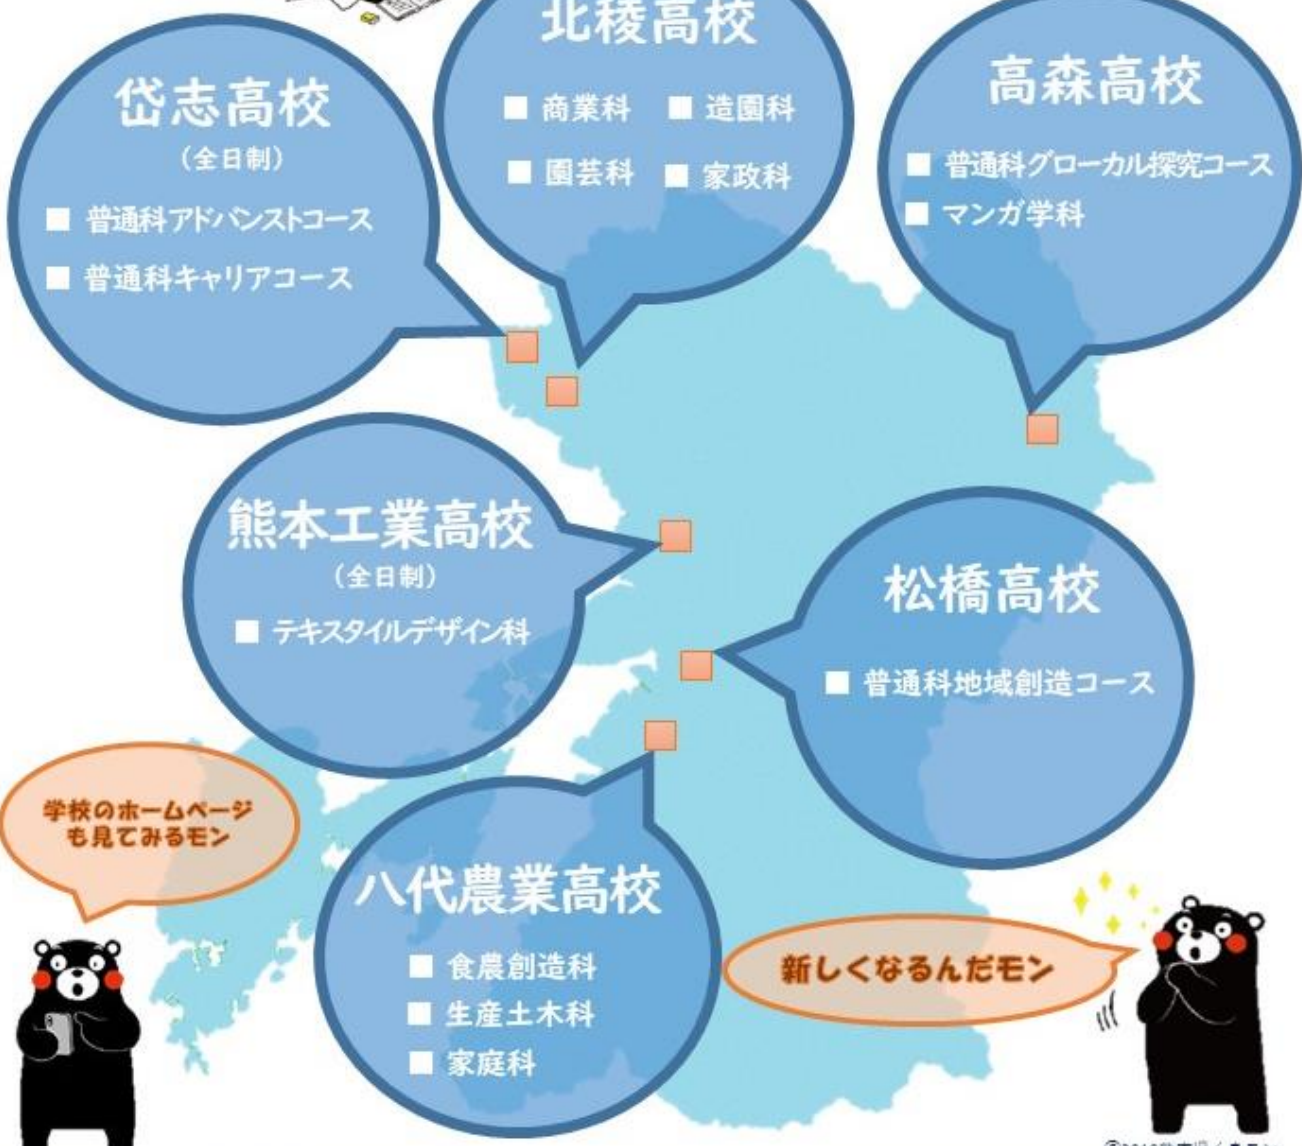 岱志高校
(全日制)
■ 普通科アドバンストコース
■ 普通科キャリアコース
北稜高校
■ 商業科 ■ 造園科
■ 園芸科 ■ 家政科
高森高校
■ 普通科グローカル探究コース
■ マンガ学科
熊本工業高校
(全日制)
■ テキスタイルデザイン科
松橋高校
■ 普通科地域創造コース
学校のホームページ
も見てみるモン
八代農業高校
■ 食農創造科
■ 生産土木科
■ 家庭科
新しくなるんだモン